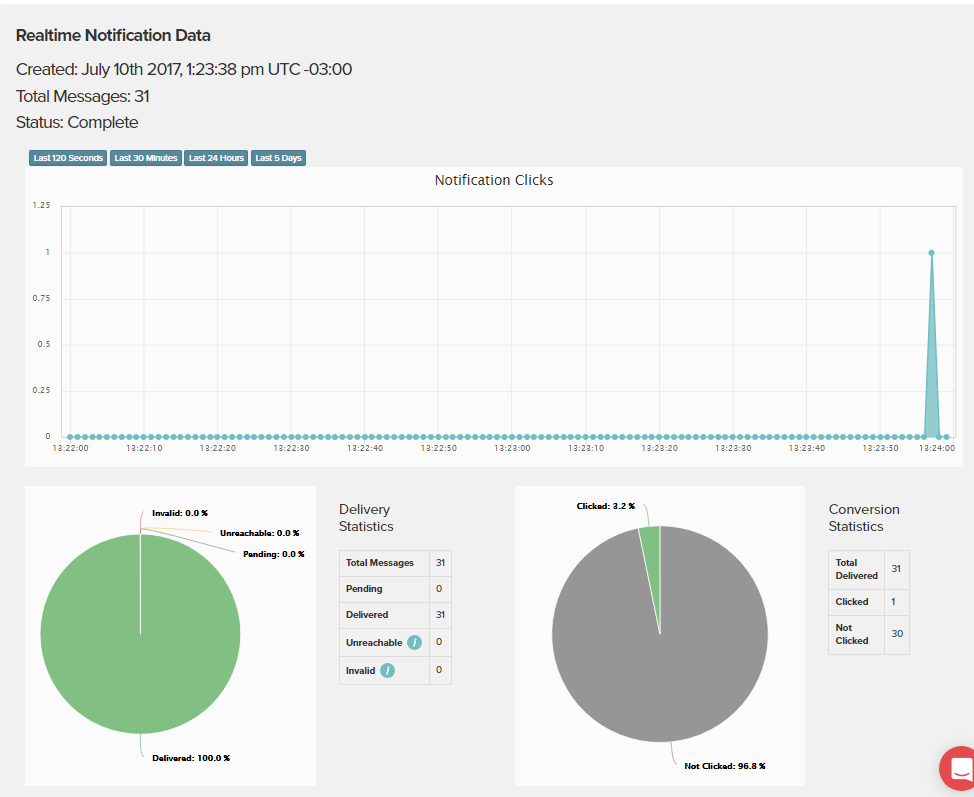 Realtime Notification Data
Created: July 10th 2017, 1:23:38 pm UTC -03:00
Total Messages: 31
Status: Complete
Last 120 Seconds Last 30 Minutes Last 24 Hours Last 5 Days
Notification Clicks
1.25
1
0.75
0.5
0.25
0
13:22:00 13:22:10 13:22:20 13:22:30 13:22:40 13:22:50 13:23:00 13:23:10 13:23:20 13:23:30 13:23:40 13:23:50 13:24:00
Invalid: 0.0 %
Unreachable: 0.0 %
Pending: 0.0 %
Delivered: 100.0 %
Delivery
Statistics
Total Messages 31
Pending 0
Delivered 31
Unreachable i 0
Invalid i 0
Clicked: 3.2 %
Not Clicked: 96.8 %
Conversion
Statistics
Total
Delivered 31
Clicked 1
Not
Clicked 30